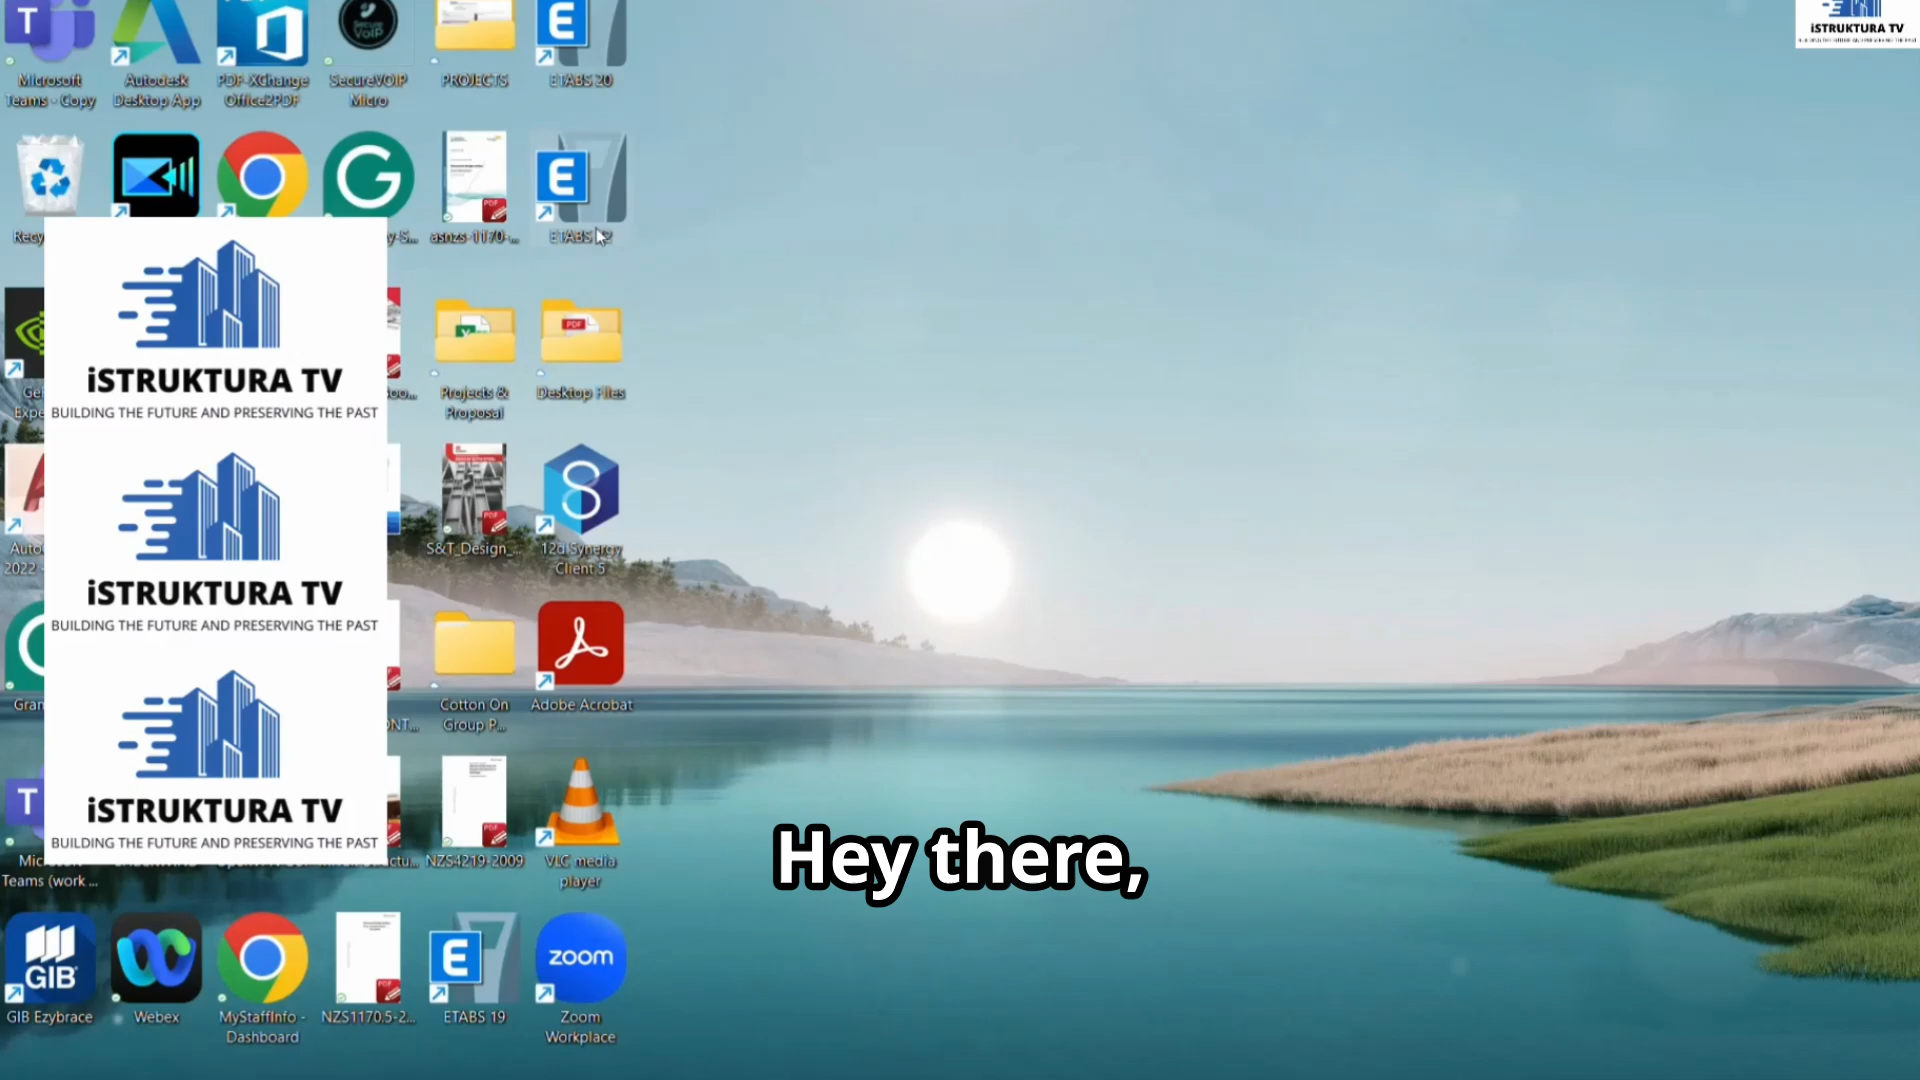 Microsoft
Teams - Copy
Autodesk
Desktop App
PDF-XChange
Office2PDF
SecureVOIP
Micro
PROJECTS
ETABS 20
iSTRUKTURA TV
asnzs-1170-...
ETABS
iSTRUKTURA TV
BUILDING THE FUTURE AND PRESERVING THE PAST
Projects &
Proposal
Desktop Files
PDF
iSTRUKTURA TV
BUILDING THE FUTURE AND PRESERVING THE PAST
2022
S&T_Design_...
12d Synergy
Client 5
Cotton On
Group P...
Adobe Acrobat
iSTRUKTURA TV
BUILDING THE FUTURE AND PRESERVING THE PAST
Teams (work ...
NZS4219-2009
VLC media
player
Hey there,
GIB
GIB Ezybrace
Webex
MyStaffInfo -
Dashboard
NZS1170.5-2...
ETABS 19
zoom
Zoom
Workplace